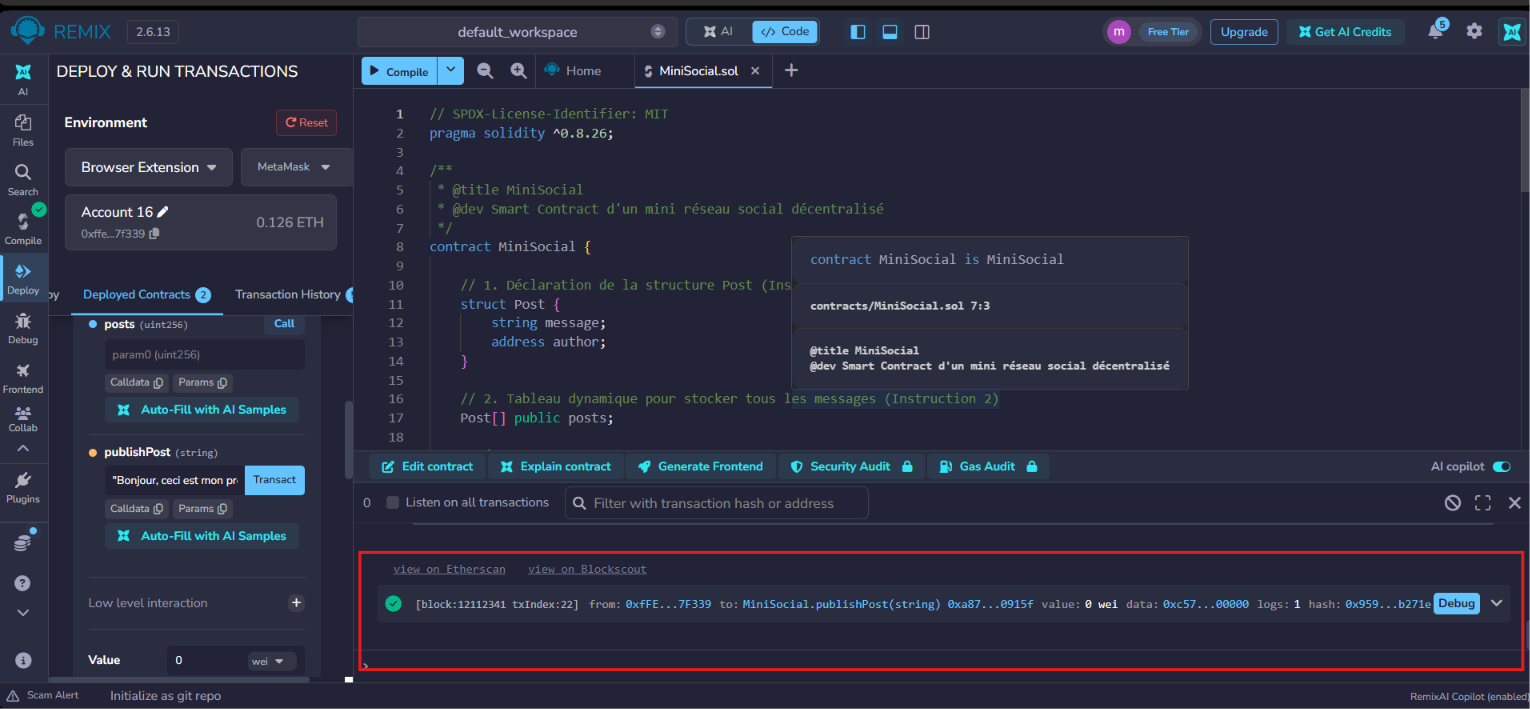 REMIX 2.6.13 default_workspace AI </> Code m Free Tier Upgrade Get AI Credits 5 AI
AI
Files
Search
Compile
Deploy
Debug
Frontend
Collab
Plugins
DEPLOY & RUN TRANSACTIONS
Environment Reset
Browser Extension MetaMask
Account 16 0.126 ETH
0xffe...7f339
oy Deployed Contracts 2 Transaction History
posts (uint256) Call
param0 (uint256)
Calldata Params
Auto-Fill with AI Samples
publishPost (string)
"Bonjour, ceci est mon pr Transact
Calldata Params
Auto-Fill with AI Samples
Low level interaction +
Value 0 wei
Compile Home MiniSocial.sol
1 // SPDX-License-Identifier: MIT
2 pragma solidity ^0.8.26;
3
4 /**
5 * @title MiniSocial
6 * @dev Smart Contract d'un mini réseau social décentralisé
7 */
8 contract MiniSocial {
9
10 // 1. Déclaration de la structure Post (Ins
11 struct Post {
12 string message;
13 address author;
14 }
15
16 // 2. Tableau dynamique pour stocker tous les messages (Instruction 2)
17 Post[] public posts;
18
contract MiniSocial is MiniSocial
contracts/MiniSocial.sol 7:3
@title MiniSocial
@dev Smart Contract d'un mini réseau social décentralisé
Edit contract Explain contract Generate Frontend Security Audit Gas Audit AI copilot
0 Listen on all transactions Filter with transaction hash or address
view on Etherscan view on Blockscout
[block:12112341 txIndex:22] from: 0xfFE...7F339 to: MiniSocial.publishPost(string) 0xa87...0915f value: 0 wei data: 0xc57...00000 logs: 1 hash: 0x959...b271e Debug
>
Scam Alert Initialize as git repo RemixAI Copilot (enabled)